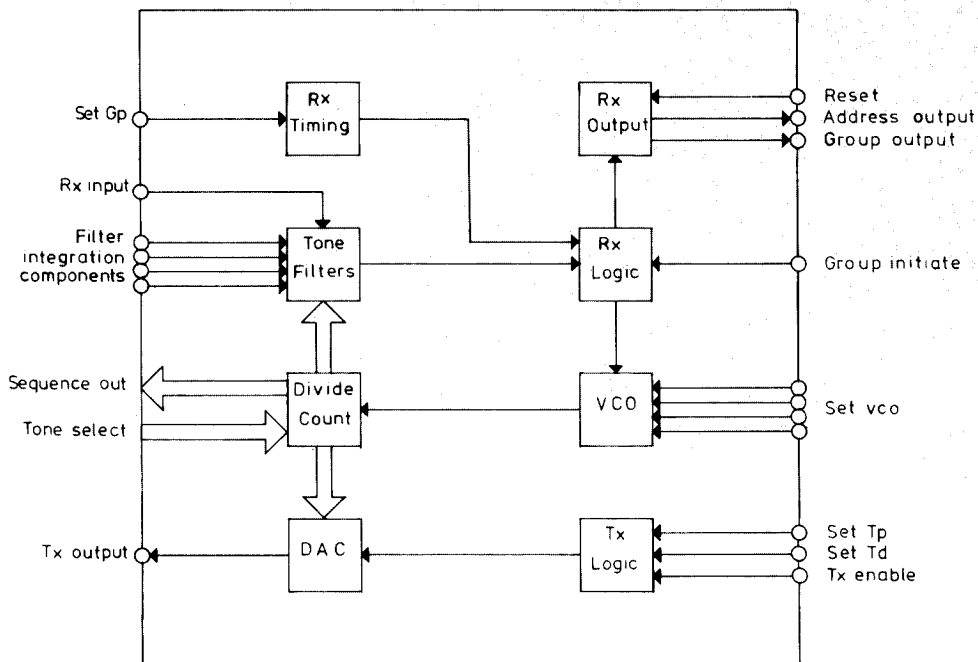 Set Gp
Rx
Timing
Rx
Output
Reset
Address output
Group output
Rx input
Filter
integration
components
Tone
Filters
Rx
Logic
Group initiate
Sequence out
Tone select
Divide
Count
VCO
Set vco
Tx output
DAC
Tx
Logic
Set Tp
Set Td
Tx enable